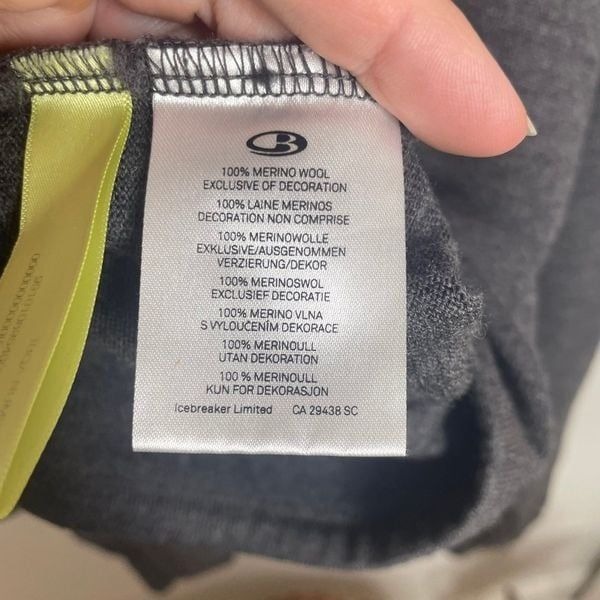 100% MERINO WOOL
EXCLUSIVE OF DECORATION
100% LAINE MERINOS
DECORATION NON COMPRISE
100% MERINOWOLLE
EXKLUSIVE/AUSGENOMMEN
VERZIERUNG/DEKOR
100% MERINOSWOL
EXCLUSIEF DECORATIE
100% MERINO VLNA
S VYLOUČENÍM DEKORACE
100% MERINOULL
UTAN DEKORATION
100% MERINOULL
KUN FOR DEKORASJON
Icebreaker Limited CA 29438 SC